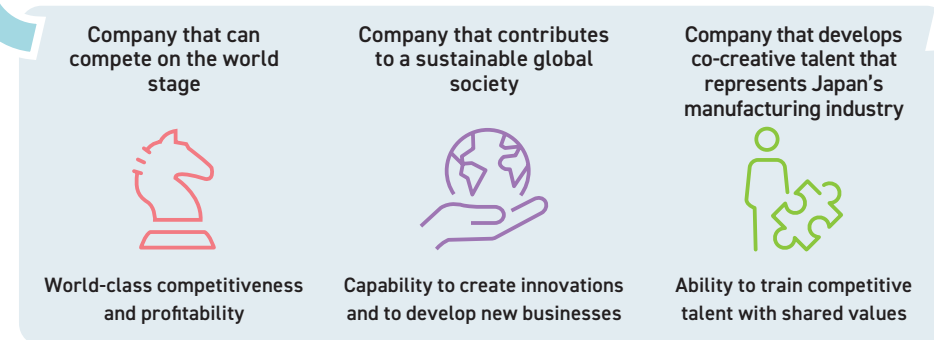 Company that can
compete on the world
stage
World-class competitiveness
and profitability
Company that contributes
to a sustainable global
society
Capability to create innovations
and to develop new businesses
Company that develops
co-creative talent that
represents Japan's
manufacturing industry
Ability to train competitive
talent with shared values